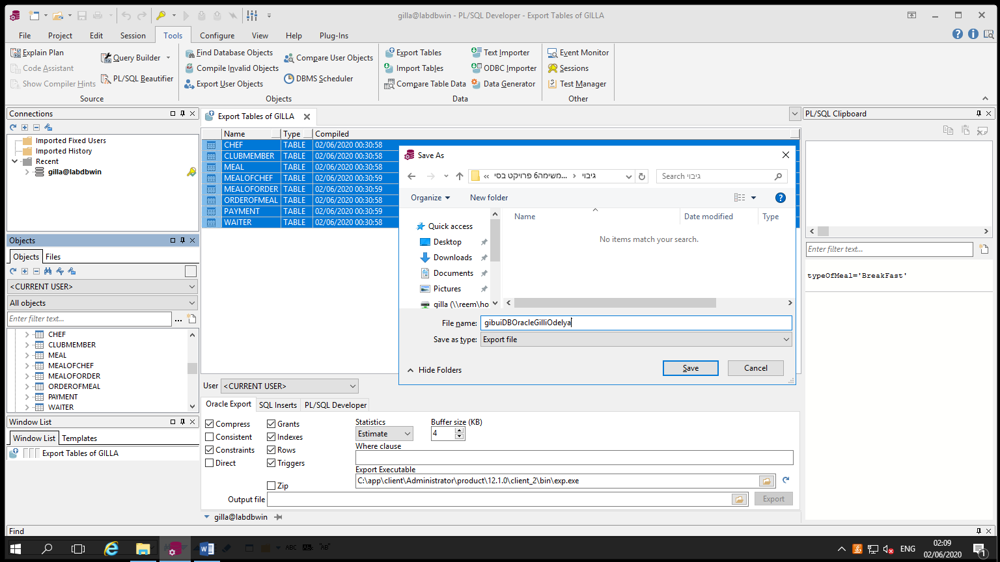 gilla@labdbwin - PL/SQL Developer - Export Tables of GILLA
File Project Edit Session Tools Configure View Help Plug-Ins
Explain Plan
Code Assistant
Show Compiler Hints
Query Builder
PL/SQL Beautifier
Source
Find Database Objects
Compile Invalid Objects
Export User Objects
Compare User Objects
DBMS Scheduler
Objects
Export Tables
Import Tables
Compare Table Data
Text Importer
ODBC Importer
Data Generator
Data
Event Monitor
Sessions
Test Manager
Other
Connections
Imported Fixed Users
Imported History
Recent
gilla@labdbwin
Objects
Objects Files
<CURRENT USER>
All objects
Enter filter text...
CHEF
CLUBMEMBER
MEAL
MEALOFCHEF
MEALOFORDER
ORDEROFMEAL
PAYMENT
WAITER
Window List
Window List Templates
Export Tables of GILLA
Export Tables of GILLA
Name Type Compiled
CHEF TABLE 02/06/2020 00:30:58
CLUBMEMBER TABLE 02/06/2020 00:30:58
MEAL TABLE 02/06/2020 00:30:58
MEALOFCHEF TABLE 02/06/2020 00:30:59
MEALOFORDER TABLE 02/06/2020 00:30:59
ORDEROFMEAL TABLE 02/06/2020 00:30:58
PAYMENT TABLE 02/06/2020 00:30:59
WAITER TABLE 02/06/2020 00:30:58
Save As
« משימה6 פרויקט בסי... › גיבוי
Search גיבוי
Organize New folder
Quick access
Desktop
Downloads
Documents
Pictures
gilla (\\reem\ho
Name Date modified Type
No items match your search.
File name: gibuiDBOracleGilliOdelya
Save as type: Export file
Hide Folders
Save Cancel
User <CURRENT USER>
Oracle Export SQL Inserts PL/SQL Developer
Compress
Consistent
Constraints
Direct
Grants
Indexes
Rows
Triggers
Zip
Statistics
Estimate
Buffer size (KB)
4
Where clause
Export Executable
C:\app\client\Administrator\product\12.1.0\client_2\bin\exp.exe
Output file
Export
gilla@labdbwin
PL/SQL Clipboard
Enter filter text...
typeOfMeal='BreakFast'
Find
ABC
"AB"
ENG
02:09
02/06/2020
1